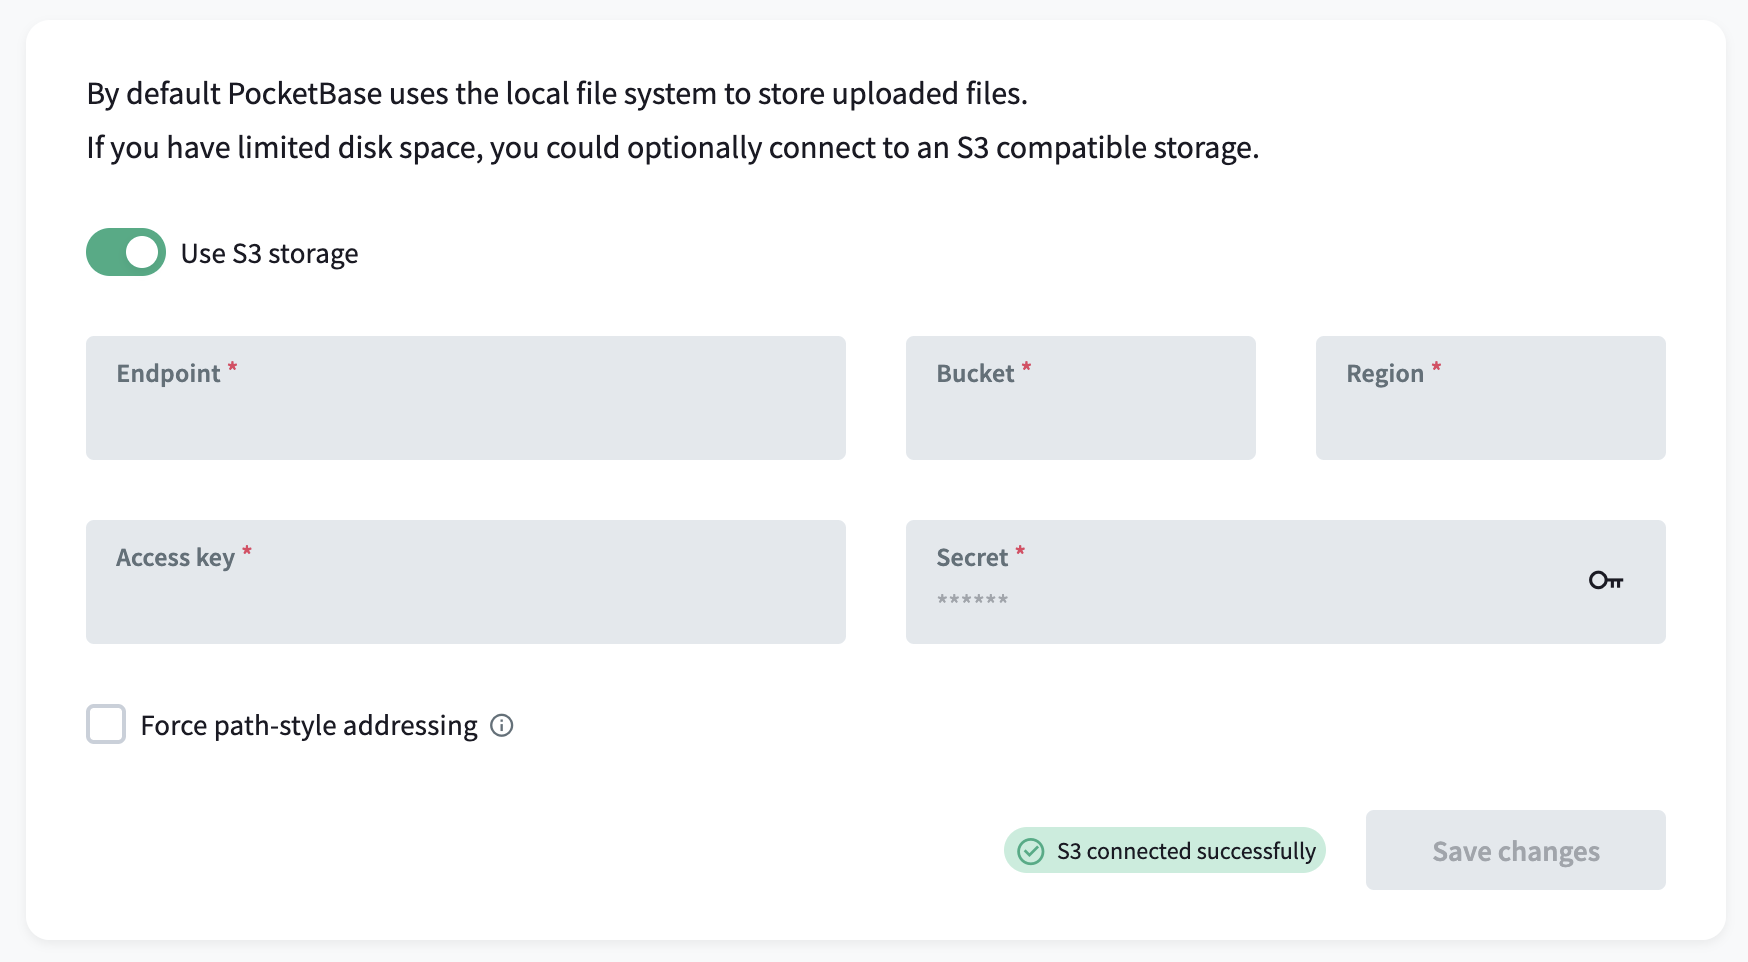 By default PocketBase uses the local file system to store uploaded files.
If you have limited disk space, you could optionally connect to an S3 compatible storage.
Use S3 storage
Endpoint *
Bucket *
Region *
Access key *
Secret *
******
Force path-style addressing
S3 connected successfully
Save changes